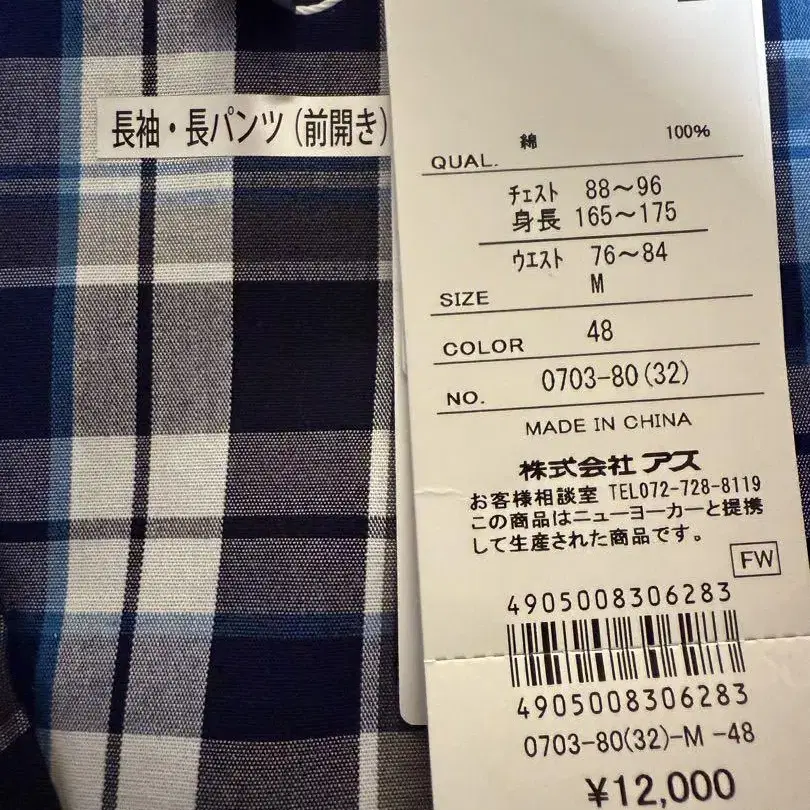 長袖・長パンツ（前開き）
QUAL. 綿 100%
チェスト 88～96
身長 165～175
ウエスト 76～84
SIZE M
COLOR 48
NO. 0703-80(32)
MADE IN CHINA
株式会社 アズ
お客様相談室 TEL072-728-8119
この商品はニューヨーカーと提携
して生産された商品です。
FW
4905008306283
4905008306283
0703-80(32)-M -48
¥12,000